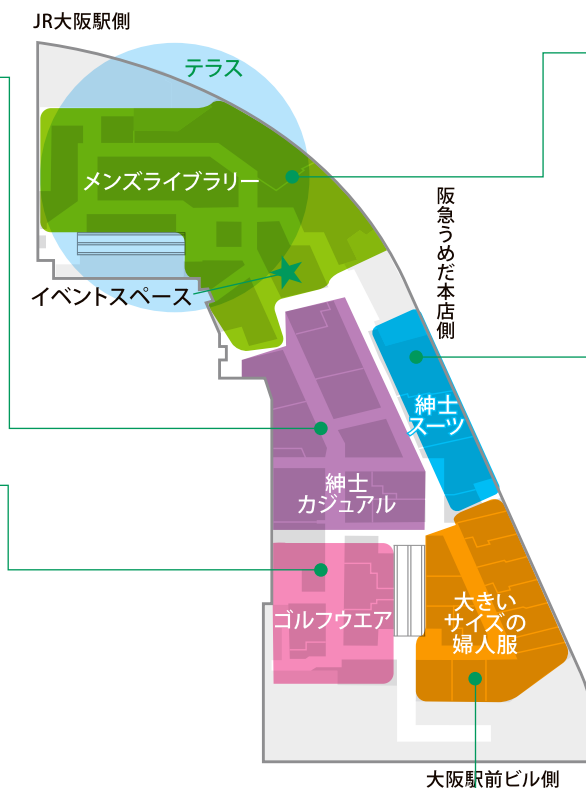 JR大阪駅側
テラス
メンズライブラリー
阪急うめだ本店側
イベントスペース
紳士
スーツ
紳士
カジュアル
大きい
サイズの
婦人服
ゴルフウエア
大阪駅前ビル側